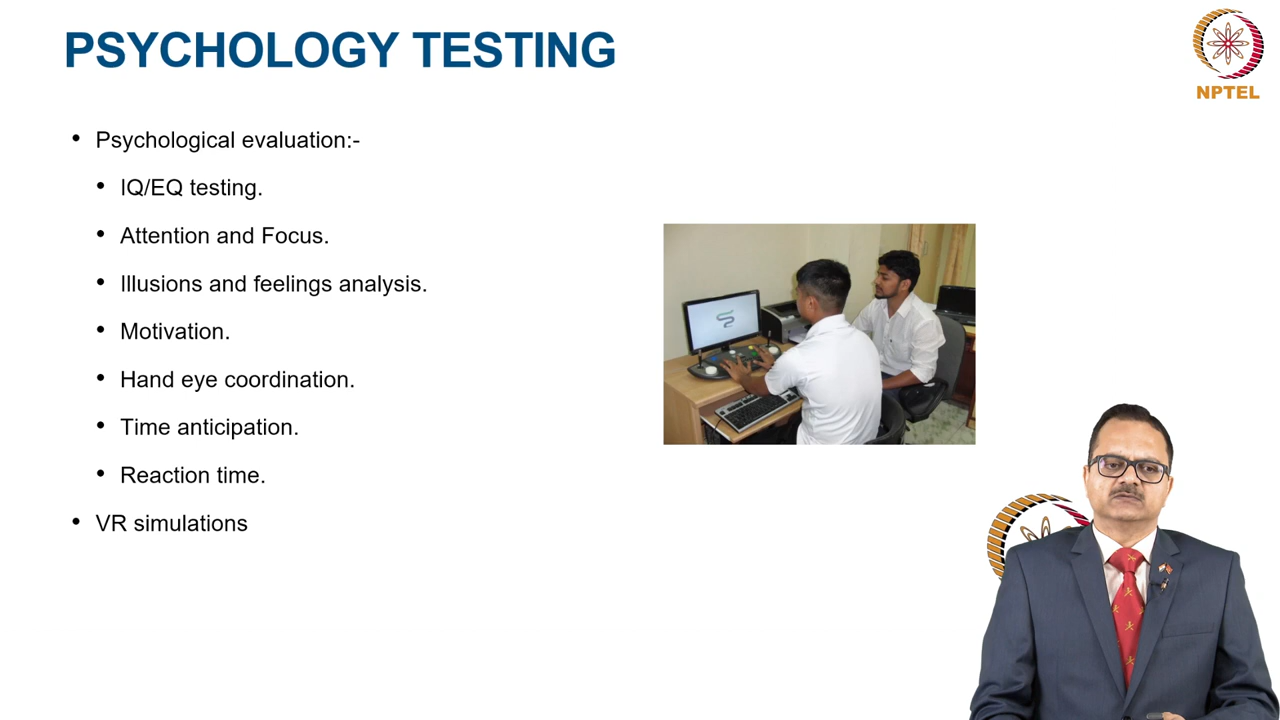 PSYCHOLOGY TESTING
NPTEL
• Psychological evaluation:-
• IQ/EQ testing.
• Attention and Focus.
• Illusions and feelings analysis.
• Motivation.
• Hand eye coordination.
• Time anticipation.
• Reaction time.
• VR simulations